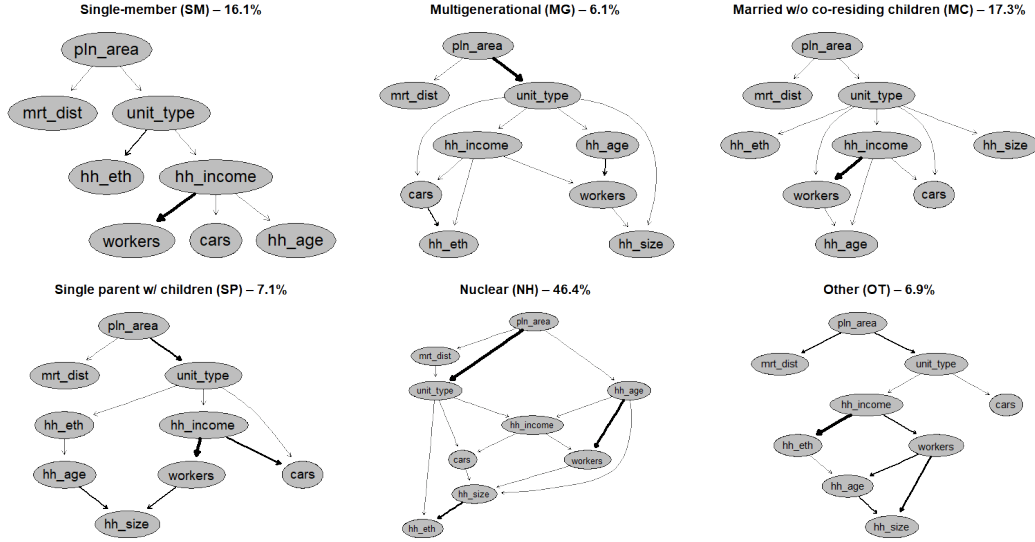 Single-member (SM) – 16.1%
pln_area
mrt_dist
unit_type
hh_eth
hh_income
workers
cars
hh_age
Multigenerational (MG) – 6.1%
pln_area
mrt_dist
unit_type
hh_income
hh_age
cars
workers
hh_eth
hh_size
Married w/o co-residing children (MC) – 17.3%
pln_area
mrt_dist
unit_type
hh_eth
hh_income
hh_size
workers
cars
hh_age
Single parent w/ children (SP) – 7.1%
pln_area
mrt_dist
unit_type
hh_eth
hh_income
hh_age
workers
cars
hh_size
Nuclear (NH) – 46.4%
pln_area
mrt_dist
unit_type
hh_age
hh_income
cars
workers
hh_size
hh_eth
Other (OT) – 6.9%
pln_area
mrt_dist
unit_type
hh_income
cars
hh_eth
workers
hh_age
hh_size